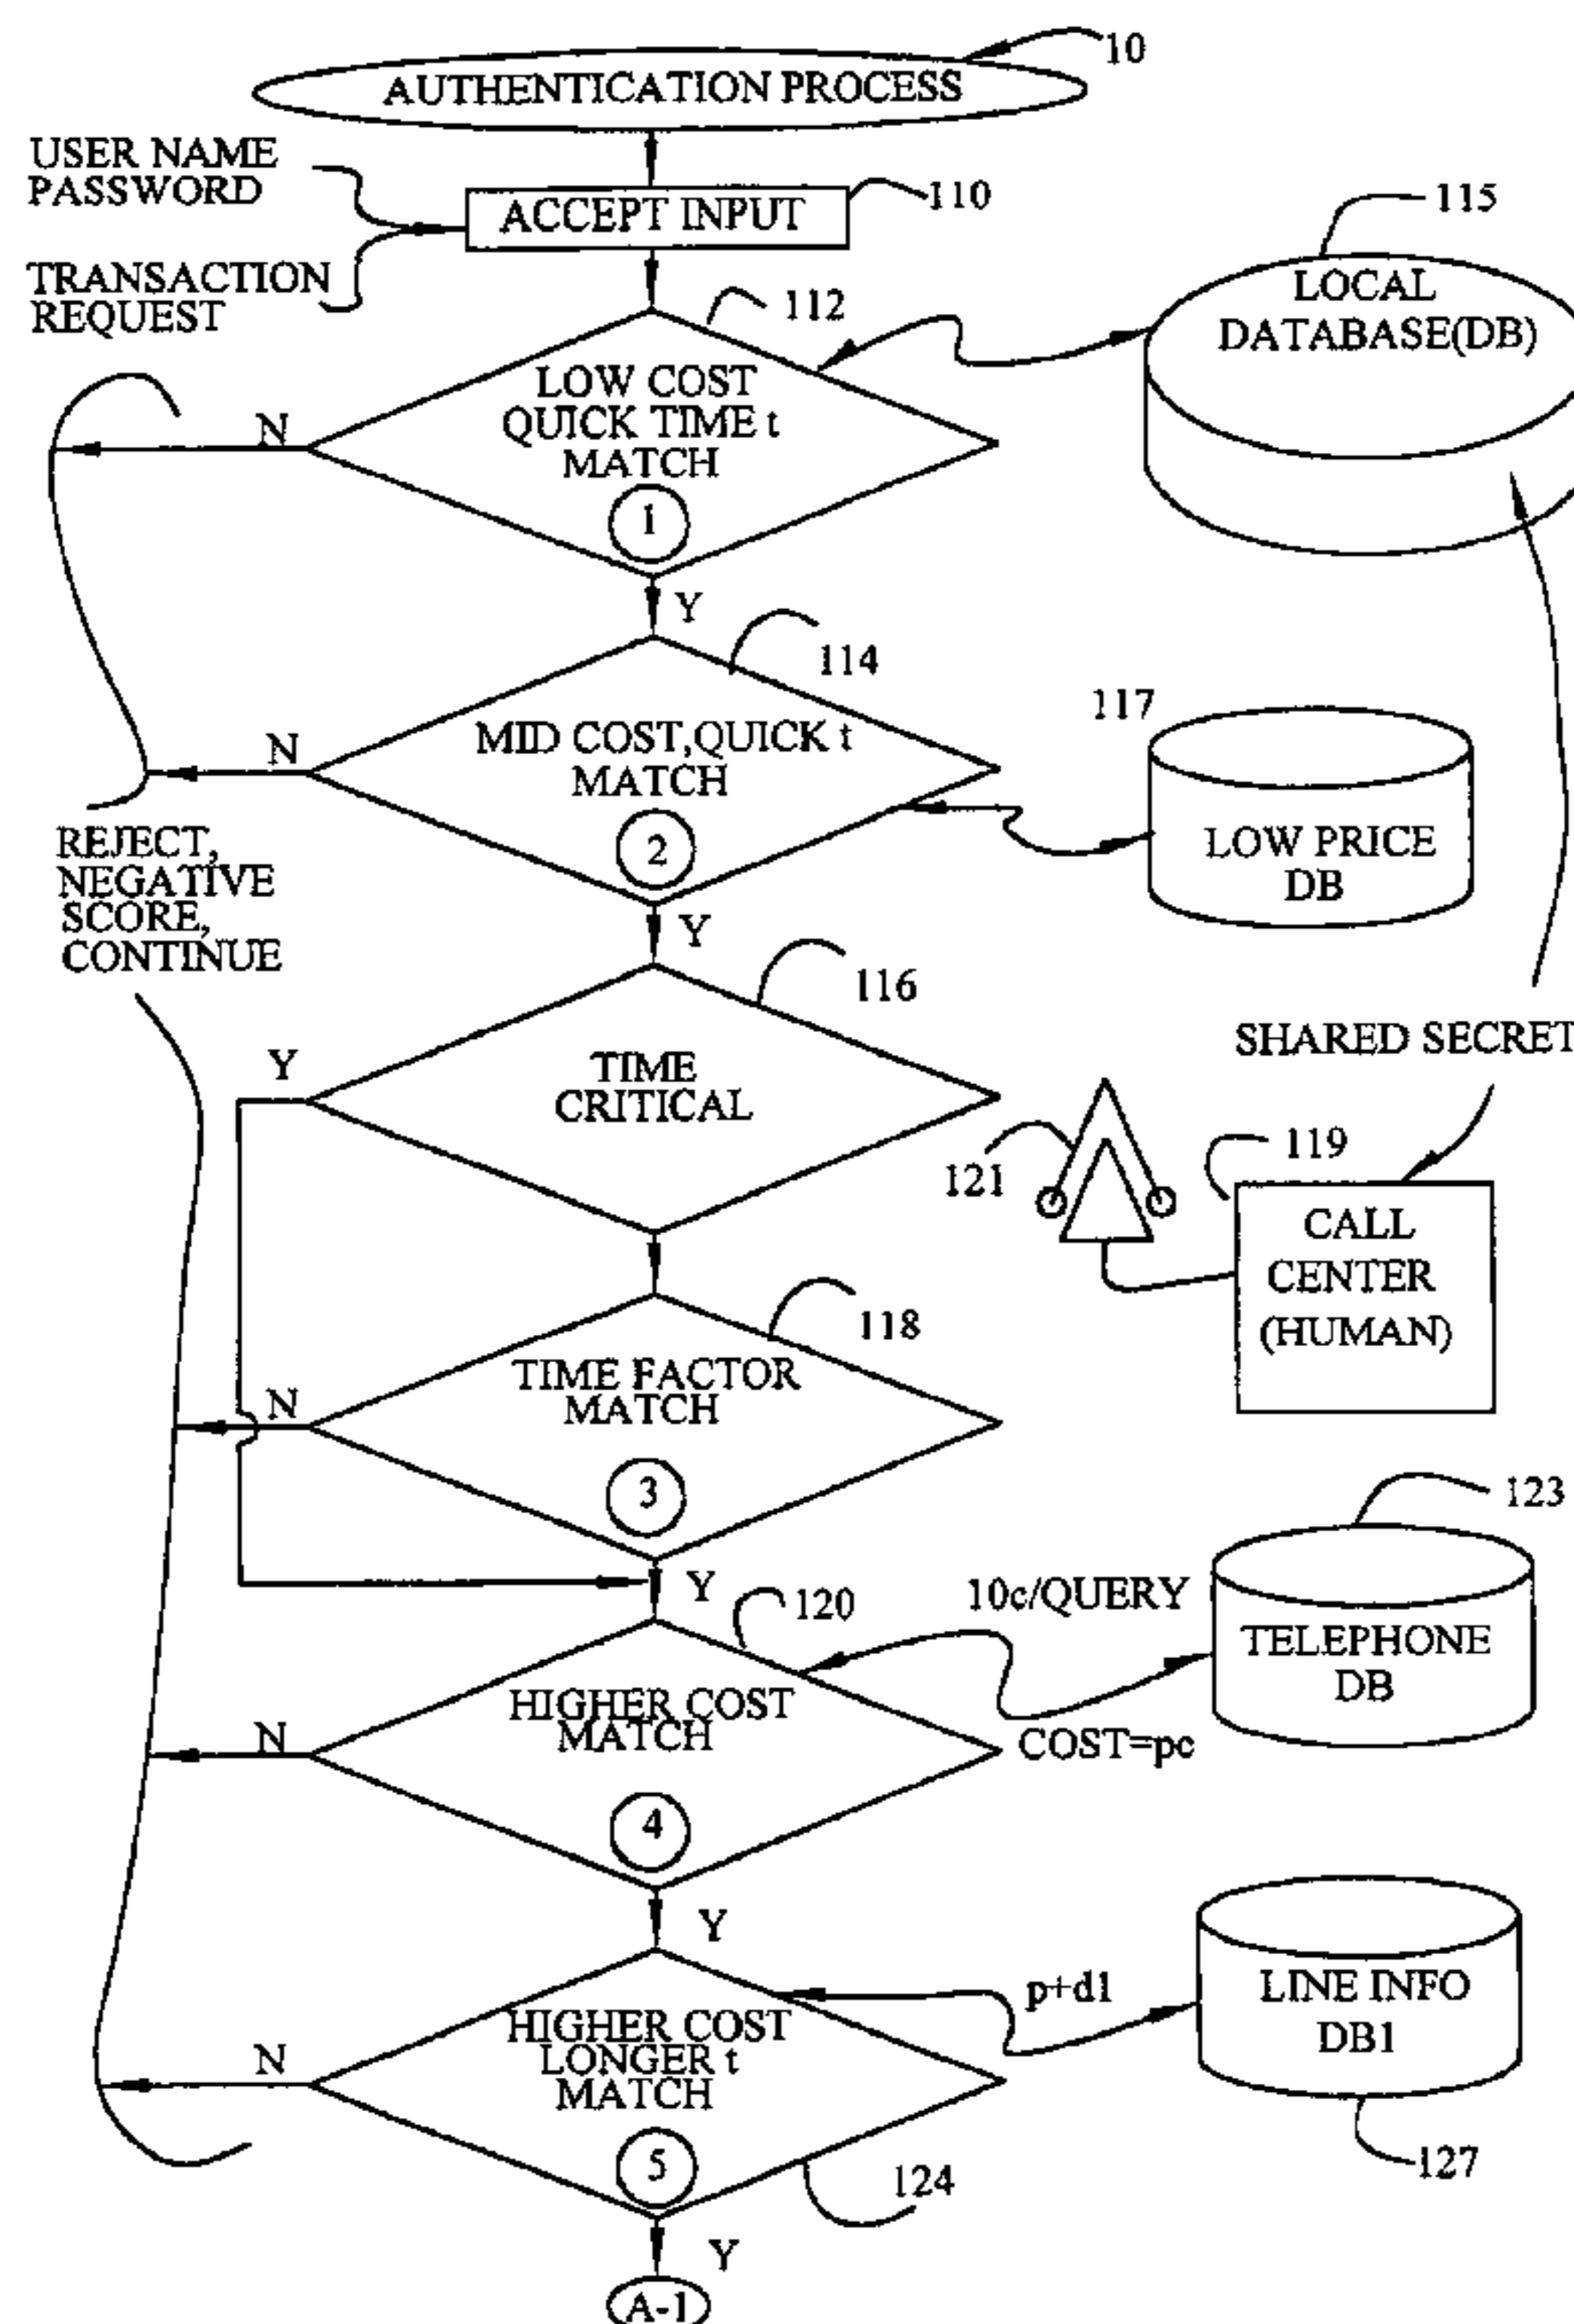 10
AUTHENTICATION PROCESS
USER NAME
PASSWORD
110
ACCEPT INPUT
115
TRANSACTION
REQUEST
112
LOCAL
DATABASE(DB)
LOW COST
QUICK TIME t
MATCH
N
1
Y
114
117
MID COST,QUICK t
MATCH
N
2
LOW PRICE
DB
REJECT,
NEGATIVE
SCORE,
CONTINUE
Y
116
SHARED SECRET
Y
TIME
CRITICAL
121
119
CALL
CENTER
(HUMAN)
118
TIME FACTOR
MATCH
N
3
123
Y
120
10c/QUERY
TELEPHONE
DB
HIGHER COST
MATCH
N
COST=pc
4
Y
p+d1
LINE INFO
DB1
HIGHER COST
LONGER t
MATCH
N
5
124
127
Y
A-1